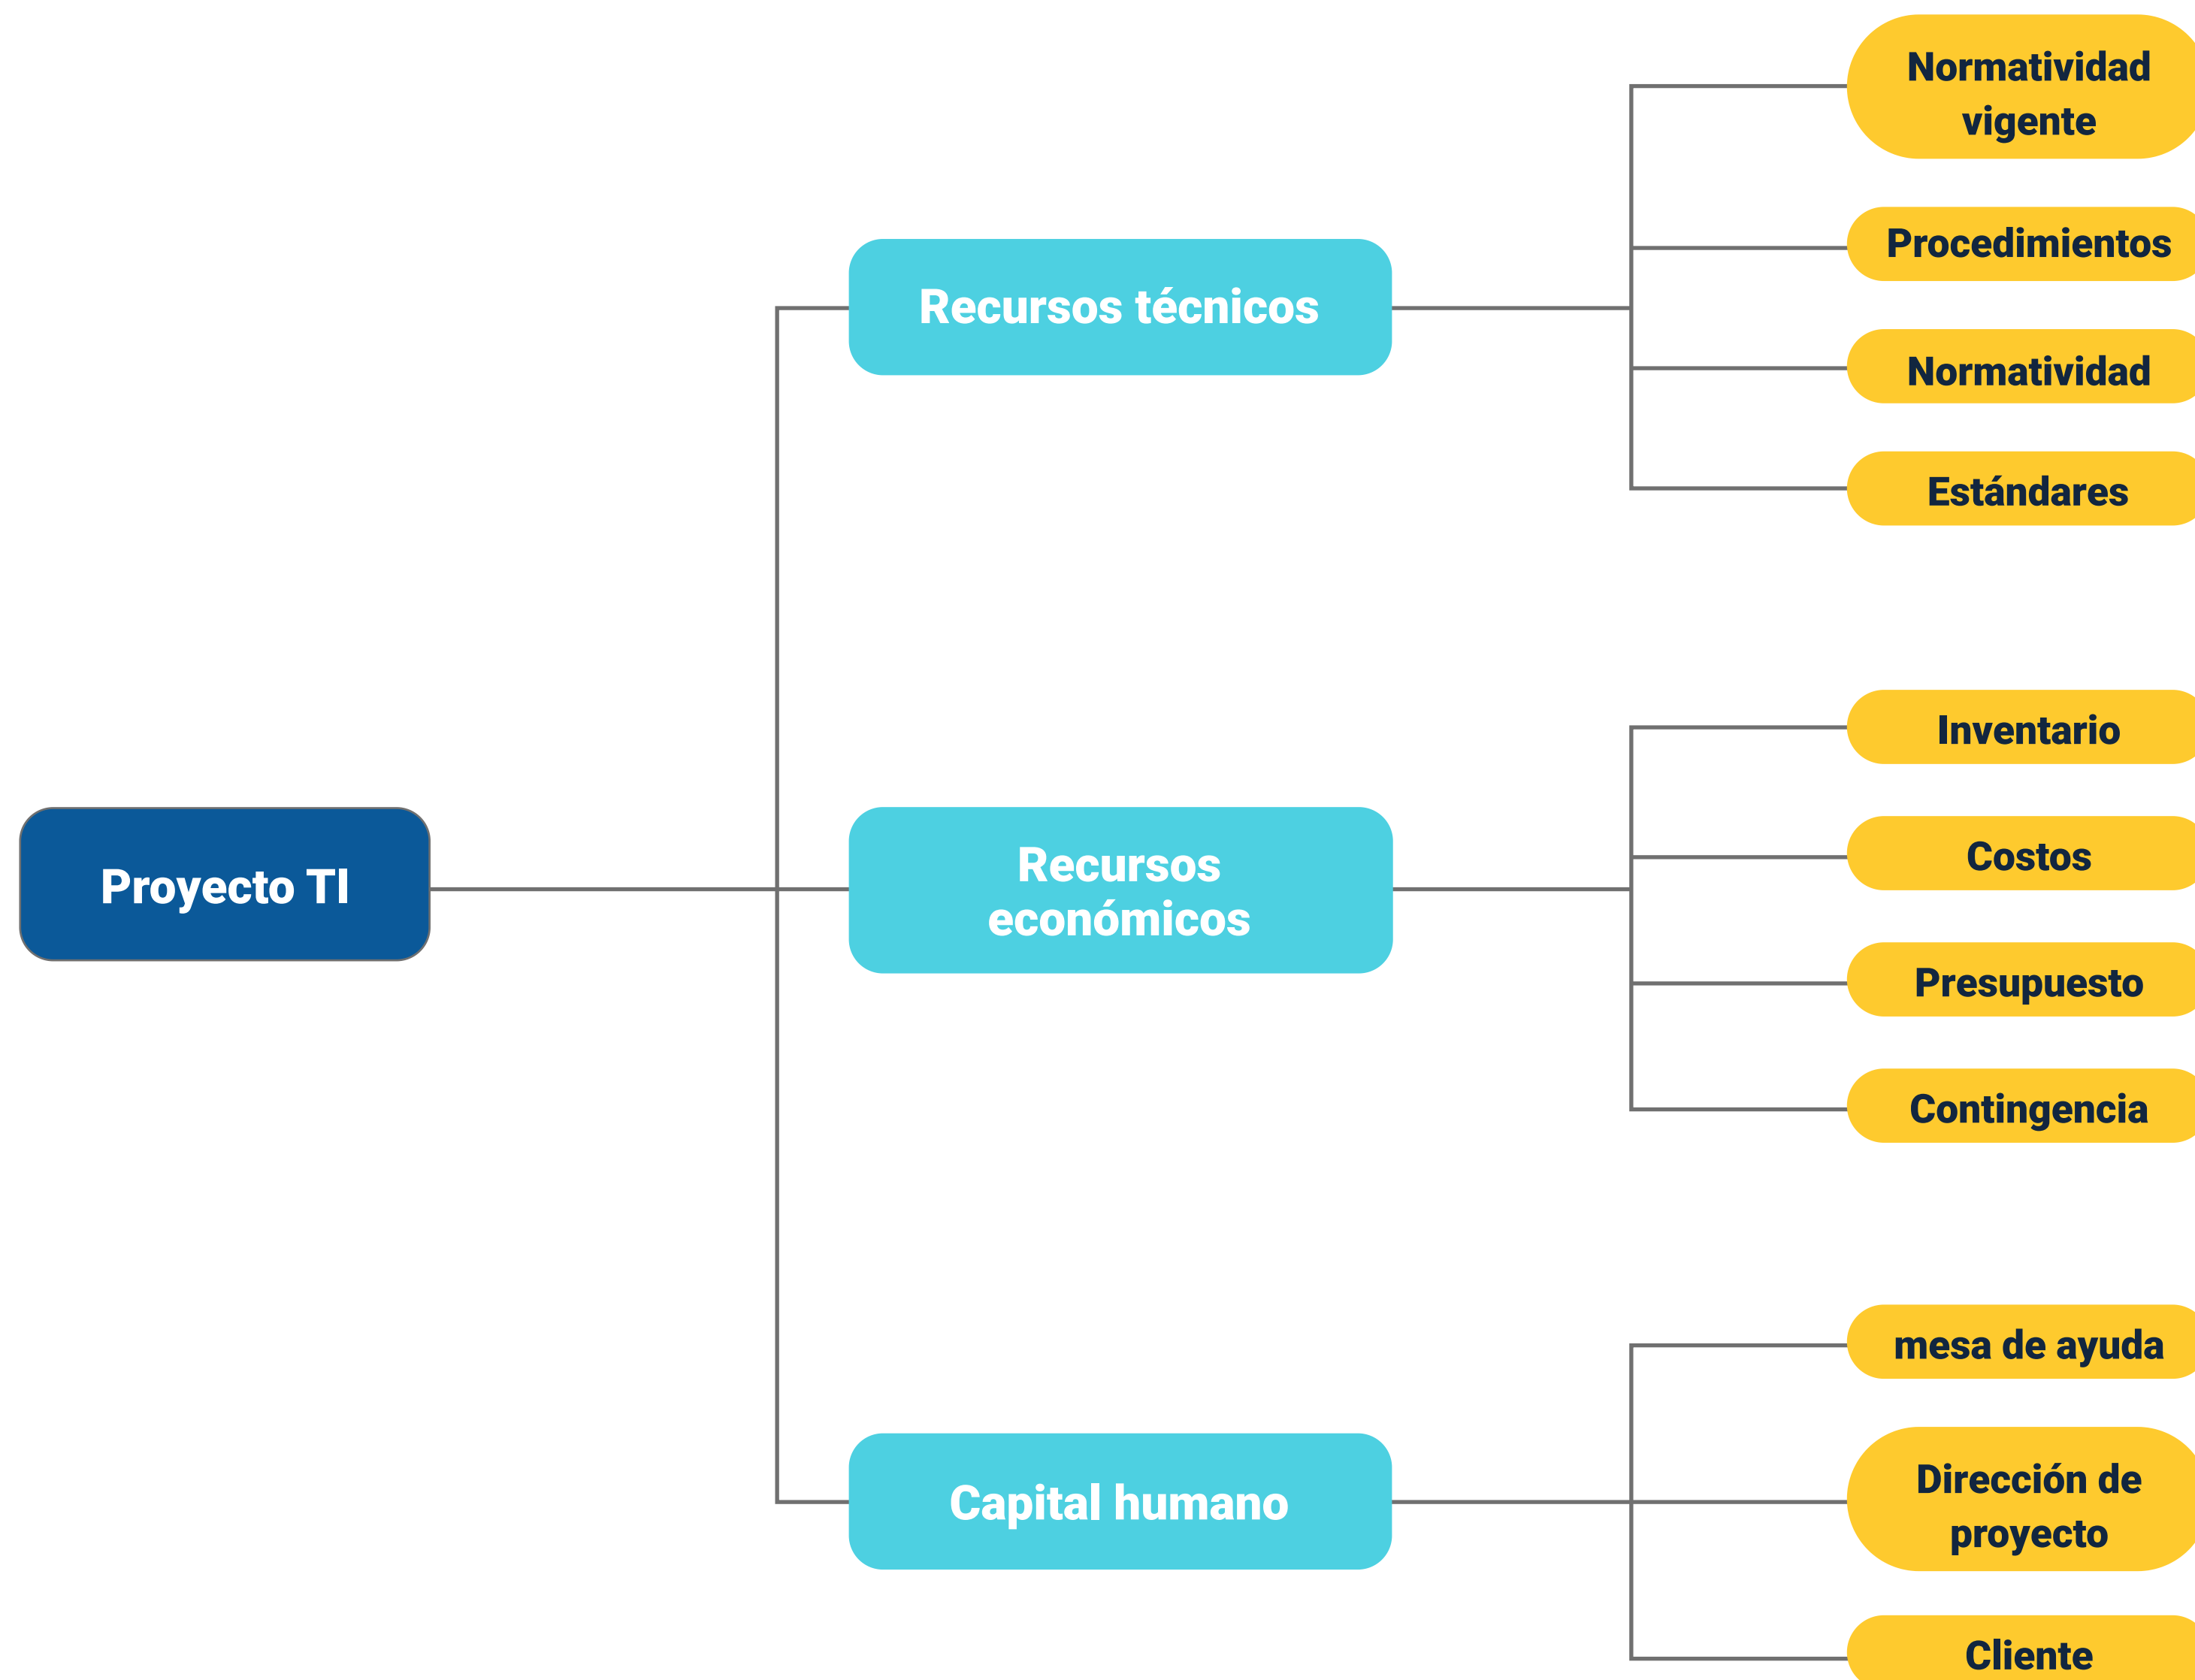 Proyecto TI
Recursos técnicos
Normatividad
vigente
Procedimientos
Normatividad
Estándares
Recursos
económicos
Inventario
Costos
Presupuesto
Contingencia
Capital humano
mesa de ayuda
Dirección de
proyecto
Cliente